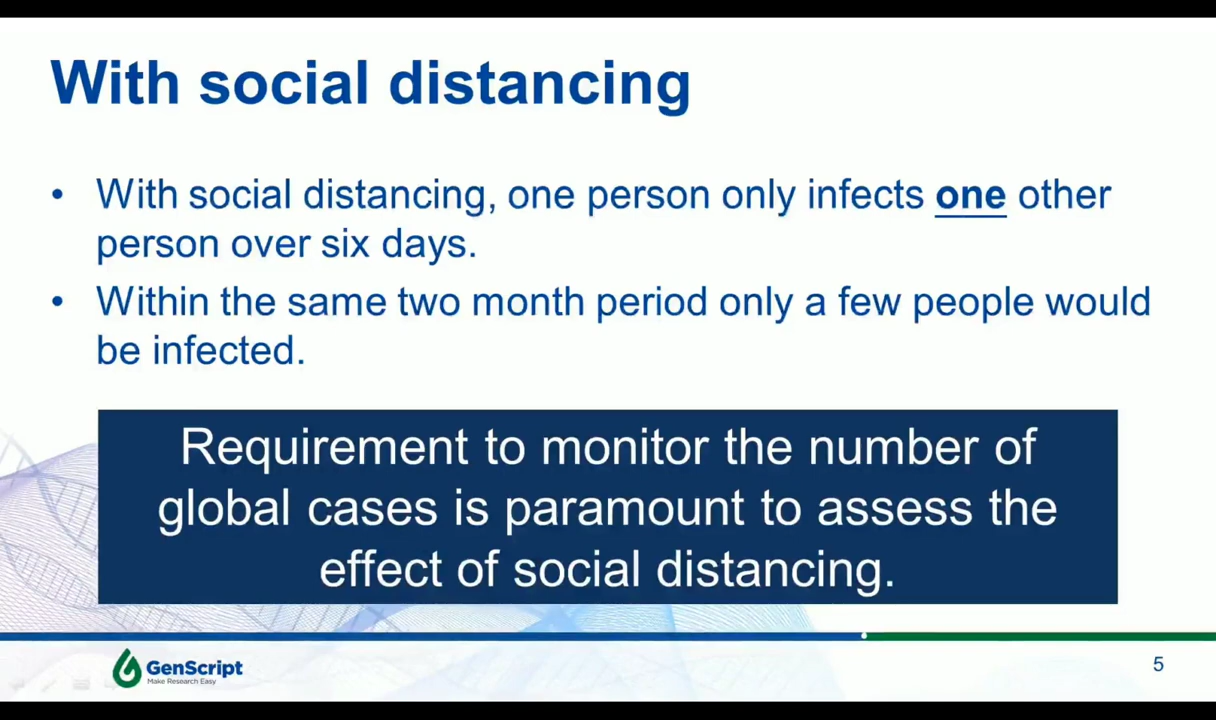 With social distancing
• With social distancing, one person only infects one other
person over six days.
• Within the same two month period only a few people would
be infected.
Requirement to monitor the number of
global cases is paramount to assess the
effect of social distancing.
GenScript
Make Research Easy
5